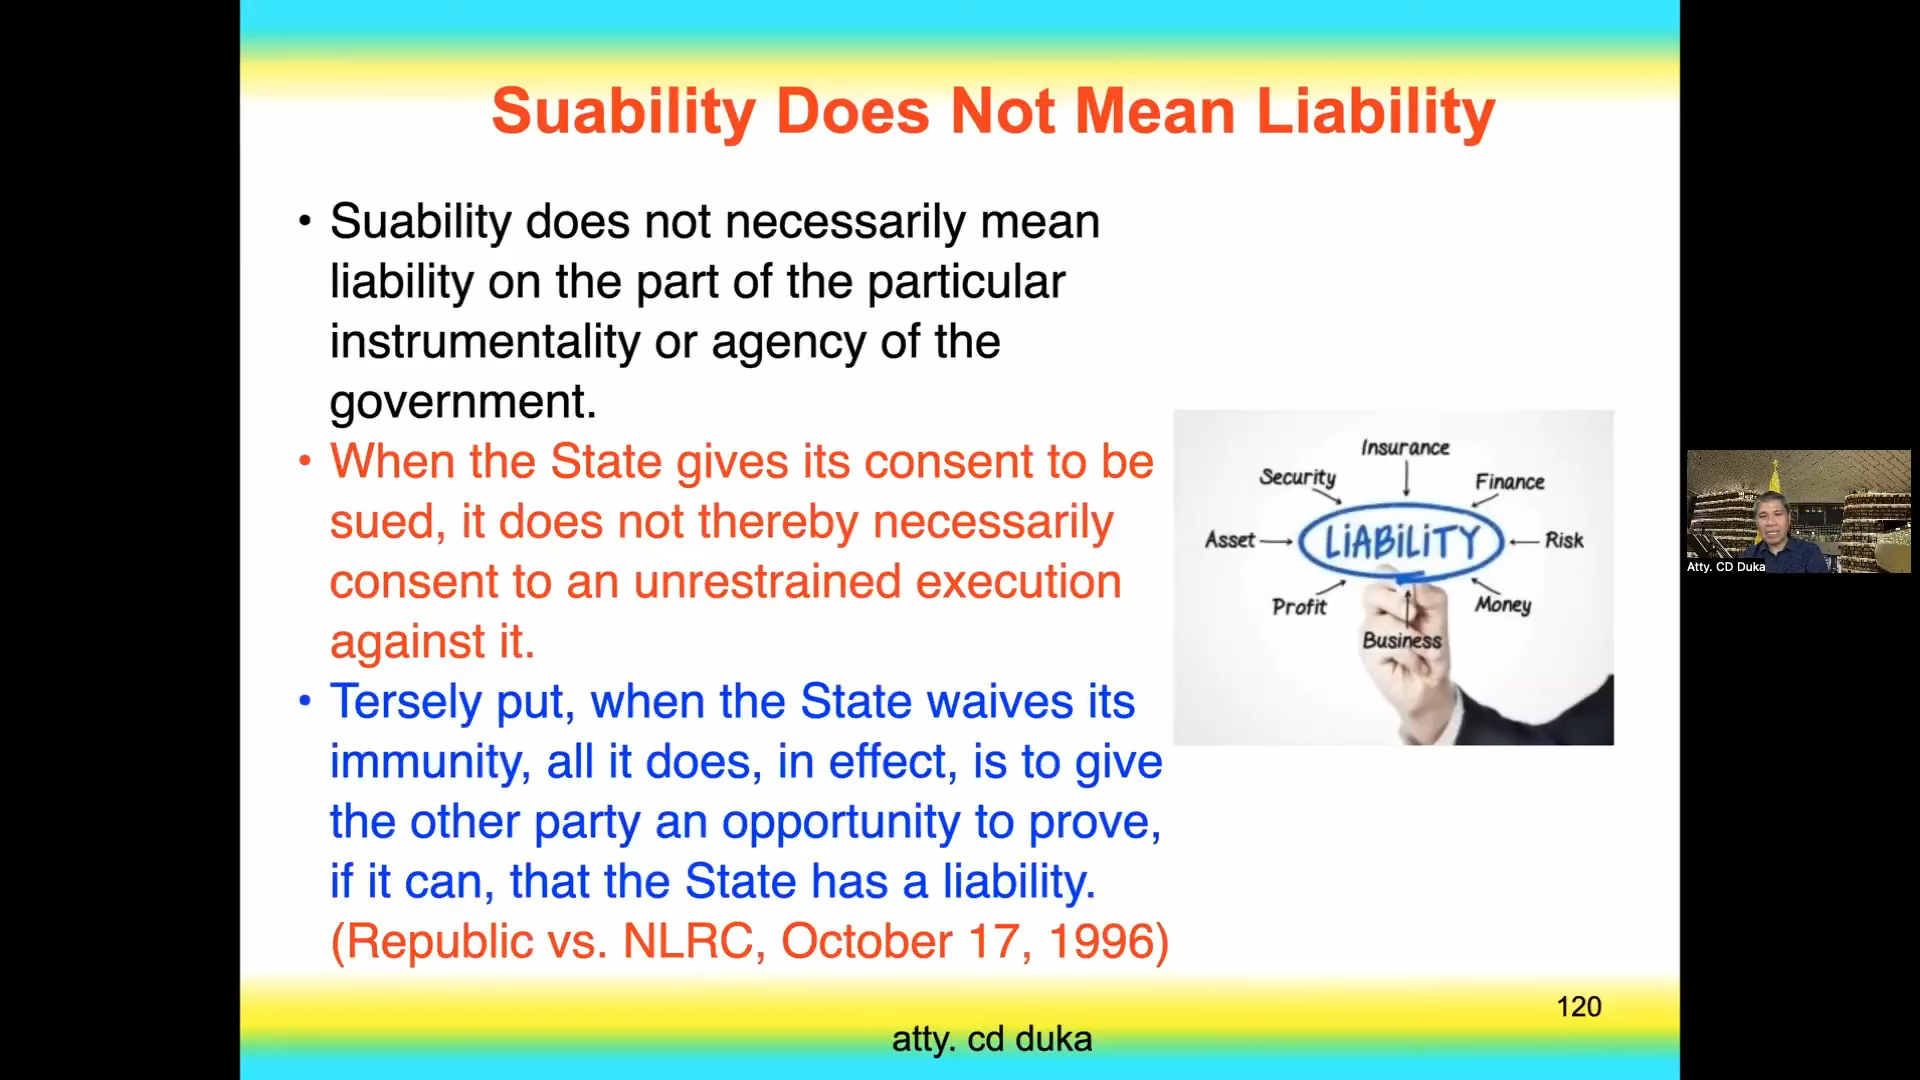 Suability Does Not Mean Liability
• Suability does not necessarily mean
liability on the part of the particular
instrumentality or agency of the
government.
• When the State gives its consent to be
sued, it does not thereby necessarily
consent to an unrestrained execution
against it.
• Tersely put, when the State waives its
immunity, all it does, in effect, is to give
the other party an opportunity to prove,
if it can, that the State has a liability.
(Republic vs. NLRC, October 17, 1996)
Insurance
Security
Finance
Asset
LiABiLiTY
Risk
Profit
Money
Business
Atty. CD Duka
120
atty. cd duka